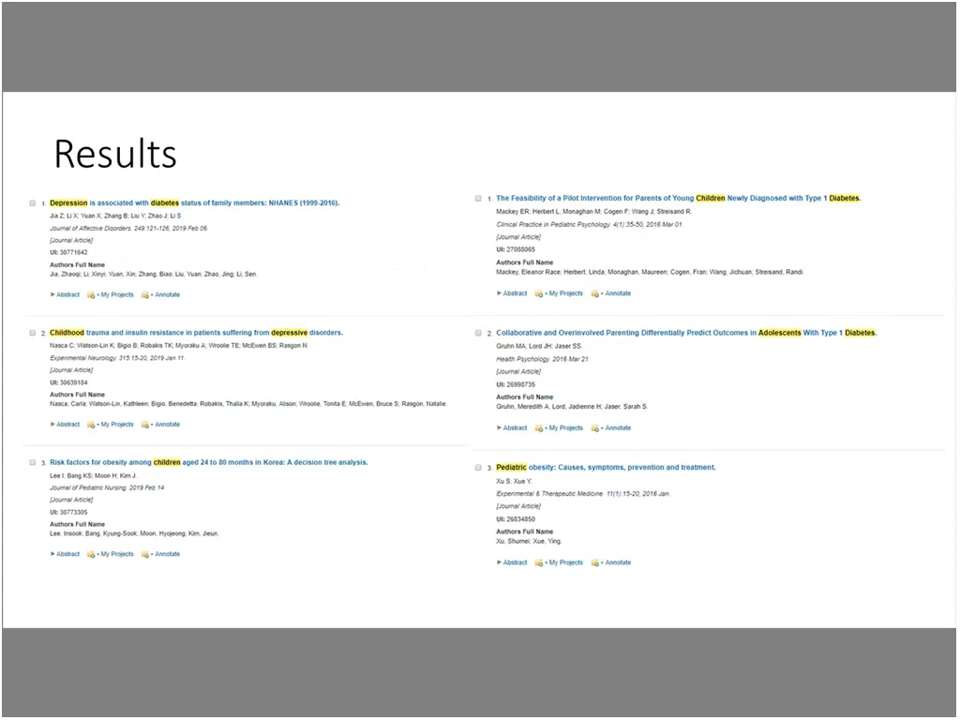 Results
1. Depression is associated with diabetes status of family members: NHANES (1999-2016).
Jia Z; Li X; Yuan X; Zhang B; Liu Y; Zhao J; Li S
Journal of Affective Disorders. 249:121-126, 2019 Feb 06.
[Journal Article]
UI: 30771642
Authors Full Name
Jia, Zhaoqi; Li, Xinyi; Yuan, Xin; Zhang, Biao; Liu, Yuan; Zhao, Jing; Li, Sen.
Abstract + My Projects + Annotate
2. Childhood trauma and insulin resistance in patients suffering from depressive disorders.
Nasca C; Watson-Lin K; Bigio B; Robakis TK; Myoraku A; Wroolie TE; McEwen BS; Rasgon N
Experimental Neurology. 315:15-20, 2019 Jan 11.
[Journal Article]
UI: 30639184
Authors Full Name
Nasca, Carla; Watson-Lin, Kathleen; Bigio, Benedetta; Robakis, Thalia K; Myoraku, Alison; Wroolie, Tonita E; McEwen, Bruce S; Rasgon, Natalie.
Abstract + My Projects + Annotate
3. Risk factors for obesity among children aged 24 to 80 months in Korea: A decision tree analysis.
Lee I; Bang KS; Moon H; Kim J.
Journal of Pediatric Nursing. 2019 Feb 14.
[Journal Article]
UI: 30773305
Authors Full Name
Lee, Insook; Bang, Kyung-Sook; Moon, Hyojeong; Kim, Jieun.
Abstract + My Projects + Annotate
1. The Feasibility of a Pilot Intervention for Parents of Young Children Newly Diagnosed with Type 1 Diabetes.
Mackey ER; Herbert L; Monaghan M; Cogen F; Wang J; Streisand R.
Clinical Practice in Pediatric Psychology. 4(1):35-50, 2016 Mar 01.
[Journal Article]
UI: 27088065
Authors Full Name
Mackey, Eleanor Race; Herbert, Linda; Monaghan, Maureen; Cogen, Fran; Wang, Jichuan; Streisand, Randi.
Abstract + My Projects + Annotate
2. Collaborative and Overinvolved Parenting Differentially Predict Outcomes in Adolescents With Type 1 Diabetes.
Gruhn MA; Lord JH; Jaser SS.
Health Psychology. 2016 Mar 21.
[Journal Article]
UI: 26998735
Authors Full Name
Gruhn, Meredith A; Lord, Jadienne H; Jaser, Sarah S.
Abstract + My Projects + Annotate
3. Pediatric obesity: Causes, symptoms, prevention and treatment.
Xu S; Xue Y.
Experimental & Therapeutic Medicine. 11(1):15-20, 2016 Jan.
[Journal Article]
UI: 26834850
Authors Full Name
Xu, Shumei; Xue, Ying.
Abstract + My Projects + Annotate